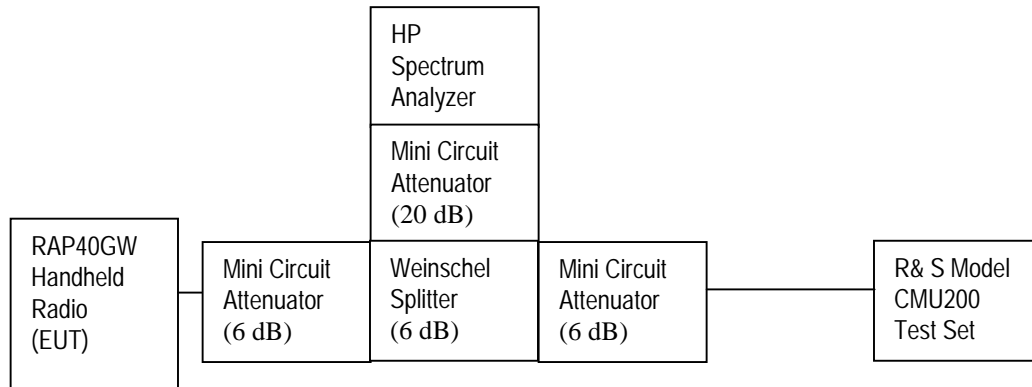 HP
Spectrum
Analyzer
Mini Circuit
Attenuator
(20 dB)
RAP40GW
Handheld
Radio
(EUT)
Mini Circuit
Attenuator
(6 dB)
Weinschel
Splitter
(6 dB)
Mini Circuit
Attenuator
(6 dB)
R& S Model
CMU200
Test Set